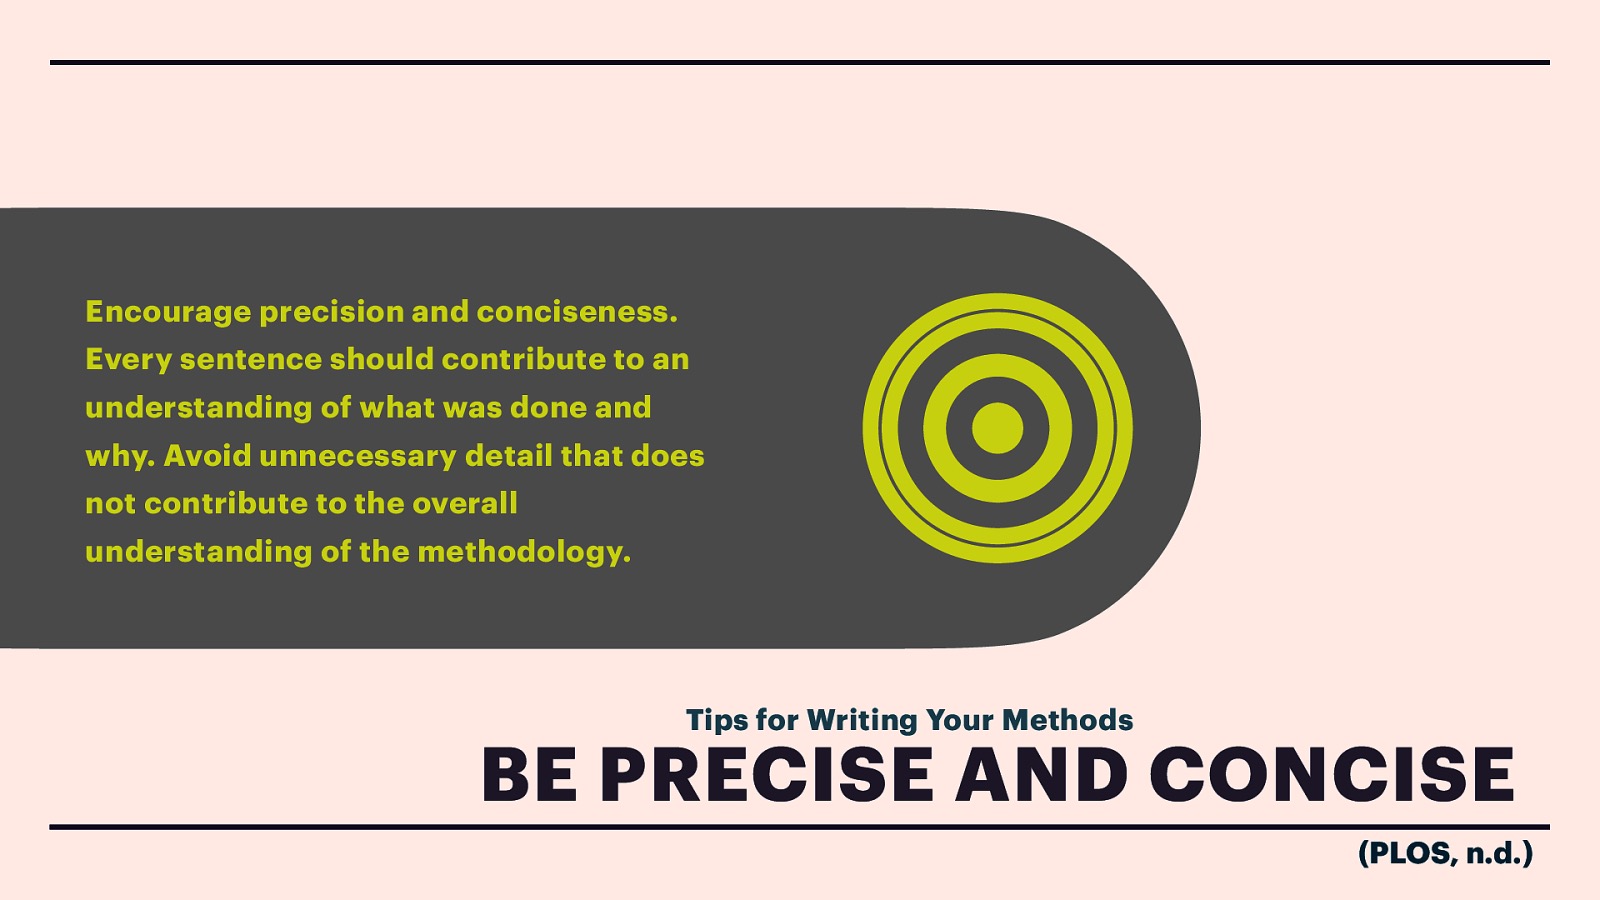 Encourage precision and conciseness.
Every sentence should contribute to an
understanding of what was done and
why. Avoid unnecessary detail that does
not contribute to the overall
understanding of the methodology.
Tips for Writing Your Methods
BE PRECISE AND CONCISE
(PLOS, n.d.)